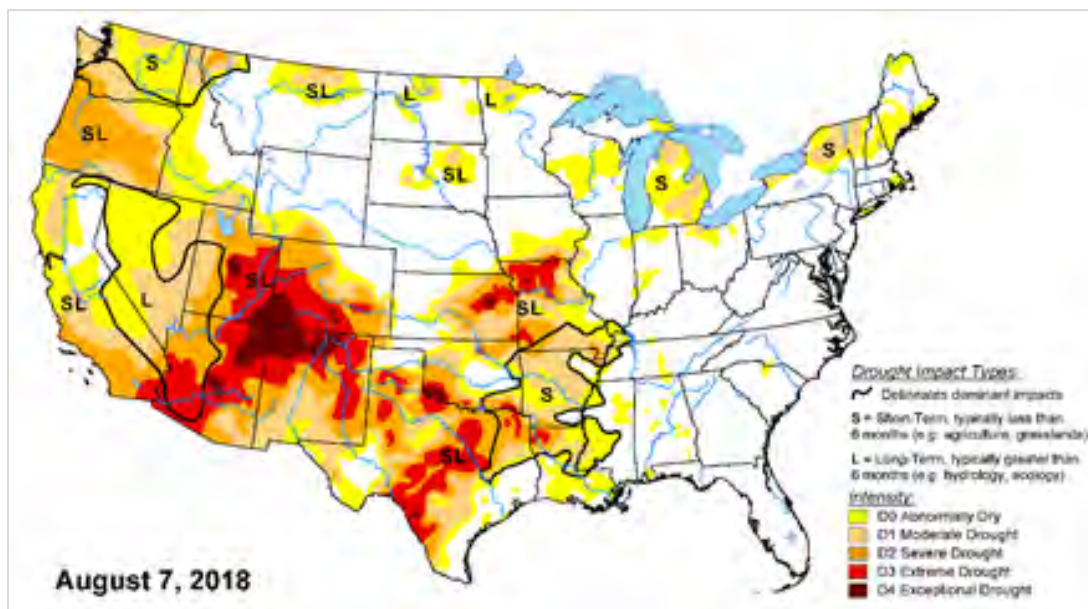 S
SL
SL
L
L
S
S
SL
SL
L
SL
SL
S
SL
Drought Impact Types:
Delineates dominant impacts
S = Short-Term, typically less than
6 months (e.g. agriculture, grasslands)
L = Long-Term, typically greater than
6 months (e.g. hydrology, ecology)
Intensity:
D0 Abnormally Dry
D1 Moderate Drought
D2 Severe Drought
D3 Extreme Drought
D4 Exceptional Drought
August 7, 2018